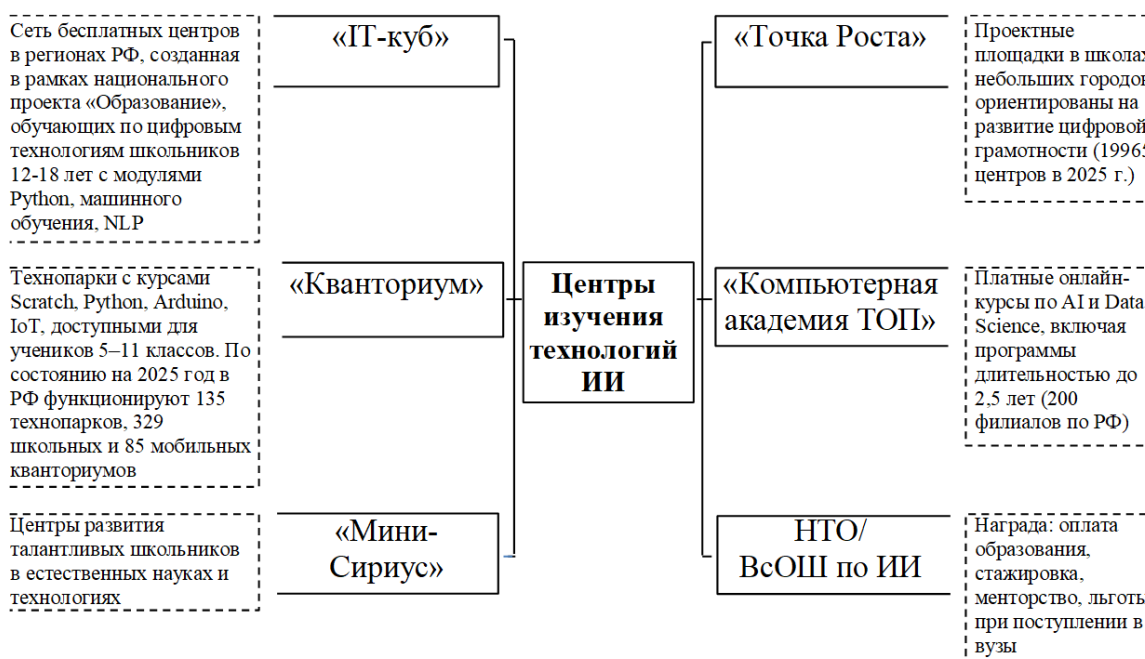 Сеть бесплатных центров
в регионах РФ, созданная
в рамках национального
проекта «Образование»,
обучающих по цифровым
технологиям школьников
12-18 лет с модулями
Python, машинного
обучения, NLP
«IT-куб»
«Точка Роста»
Проектные
площадки в школах
небольших городов
ориентированы на
развитие цифровой
грамотности (19965
центров в 2025 г.)
Технопарки с курсами
Scratch, Python, Arduino,
IoT, доступными для
учеников 5–11 классов. По
состоянию на 2025 год в
РФ функционируют 135
технопарков, 329
школьных и 85 мобильных
кванториумов
«Кванториум»
Центры
изучения
технологий
ИИ
«Компьютерная
академия ТОП»
Платные онлайн-
курсы по AI и Data
Science, включая
программы
длительностью до
2,5 лет (200
филиалов по РФ)
Центры развития
талантливых школьников
в естественных науках и
технологиях
«Мини-
Сириус»
НТО/
ВсОШ по ИИ
Награда: оплата
образования,
стажировка,
менторство, льготы
при поступлении в
вузы